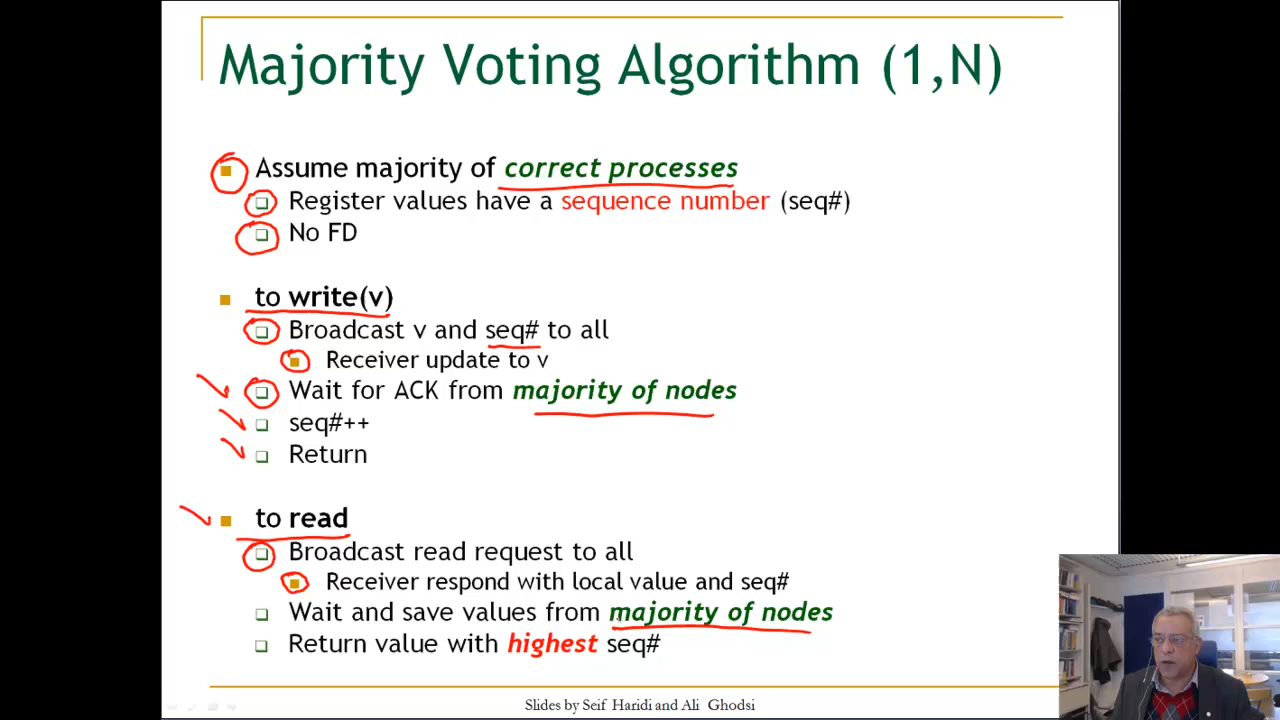 Majority Voting Algorithm (1,N)
Assume majority of correct processes
Register values have a sequence number (seq#)
No FD
to write(v)
Broadcast v and seq# to all
Receiver update to v
Wait for ACK from majority of nodes
seq#++
Return
to read
Broadcast read request to all
Receiver respond with local value and seq#
Wait and save values from majority of nodes
Return value with highest seq#
Slides by Seif Haridi and Ali Ghodsi